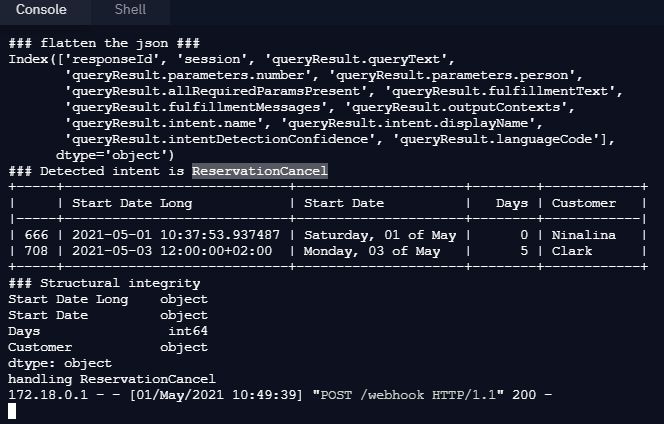 Console Shell
### flatten the json ###
Index(['responseId', 'session', 'queryResult.queryText',
'queryResult.parameters.number', 'queryResult.parameters.person',
'queryResult.allRequiredParamsPresent', 'queryResult.fulfillmentText',
'queryResult.fulfillmentMessages', 'queryResult.outputContexts',
'queryResult.intent.name', 'queryResult.intent.displayName',
'queryResult.intentDetectionConfidence', 'queryResult.languageCode'],
dtype='object')
### Detected intent is ReservationCancel
+-----+----------------------------+------------------------+--------+------------+
| | Start Date Long | Start Date | Days | Customer |
|-----+----------------------------+------------------------+--------+------------|
| 666 | 2021-05-01 10:37:53.937487 | Saturday, 01 of May | 0 | Ninalina |
| 708 | 2021-05-03 12:00:00+02:00 | Monday, 03 of May | 5 | Clark |
+-----+----------------------------+------------------------+--------+------------+
### Structural integrity
Start Date Long object
Start Date object
Days int64
Customer object
dtype: object
handling ReservationCancel
172.18.0.1 - - [01/May/2021 10:49:39] "POST /webhook HTTP/1.1" 200 -